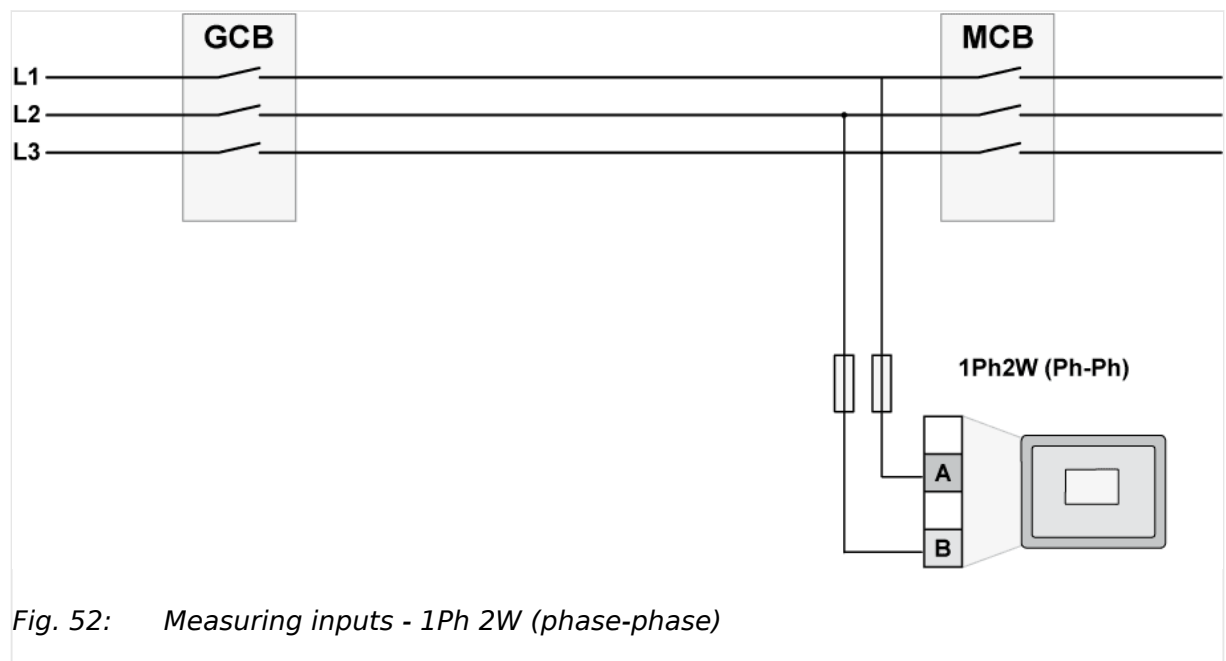 GCB MCB
L1
L2
L3
1Ph2W (Ph-Ph)
A
B
Fig. 52: Measuring inputs - 1Ph 2W (phase-phase)